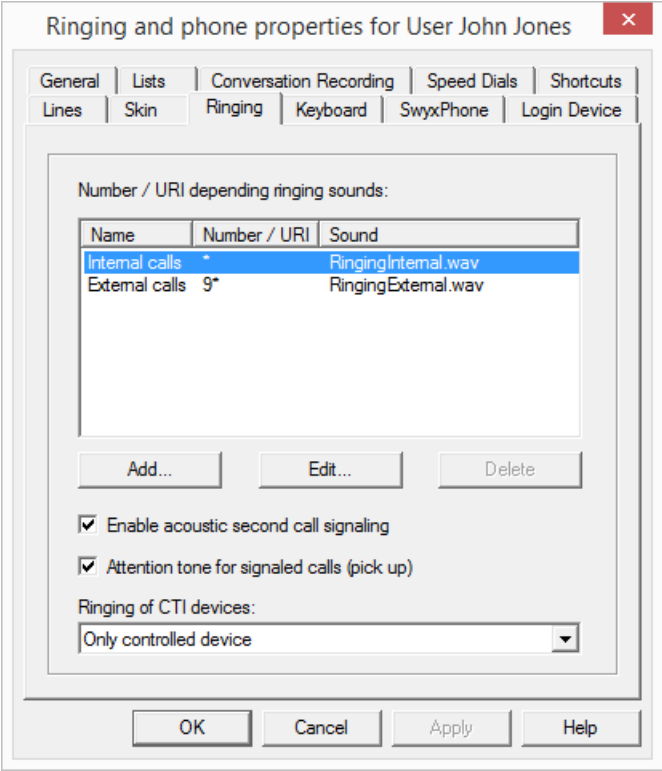 Ringing and phone properties for User John Jones
General Lists Conversation Recording Speed Dials Shortcuts
Lines Skin Ringing Keyboard SwyxPhone Login Device
Number / URI depending ringing sounds:
Name Number / URI Sound
Internal calls * RingingInternal.wav
External calls 9* RingingExternal.wav
Add... Edit... Delete
Enable acoustic second call signaling
Attention tone for signaled calls (pick up)
Ringing of CTI devices:
Only controlled device
OK Cancel Apply Help